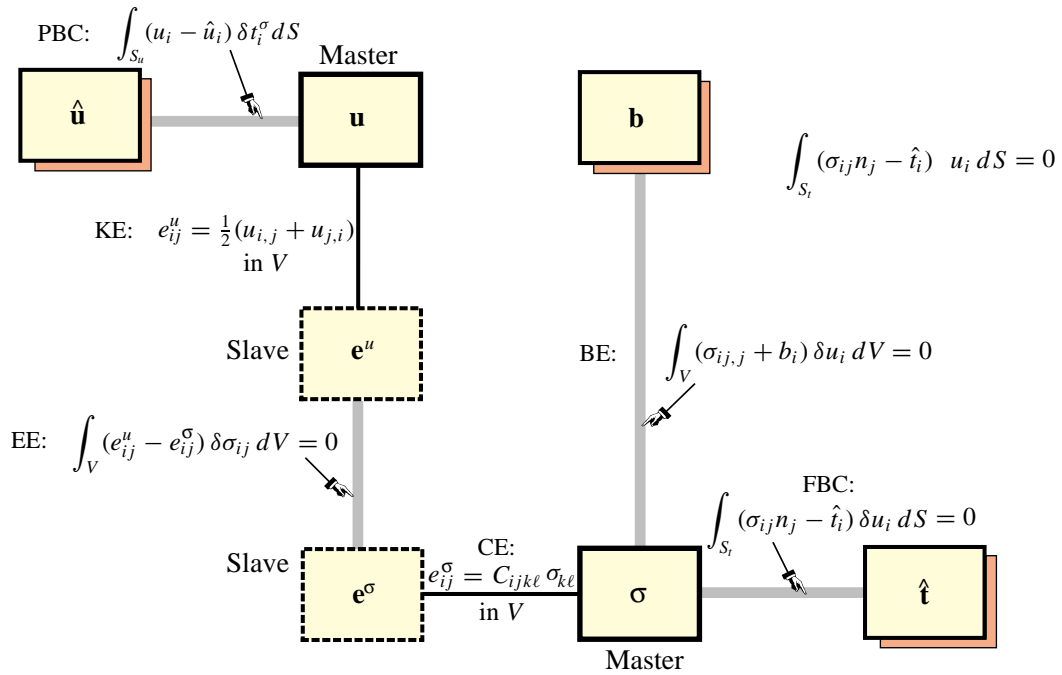 PBC: ∫_{S_u} (u_i − û_i) δt_i^σ dS
Master
û
u
b
∫_{S_t} (σ_{ij} n_j − t̂_i) u_i dS = 0
KE: e_{ij}^u = ½ (u_{i,j} + u_{j,i})
in V
Slave
e^u
BE: ∫_V (σ_{ij,j} + b_i) δu_i dV = 0
EE: ∫_V (e_{ij}^u − e_{ij}^σ) δσ_{ij} dV = 0
FBC:
∫_{S_t} (σ_{ij} n_j − t̂_i) δu_i dS = 0
Slave
e^σ
CE:
e_{ij}^σ = C_{ijkℓ} σ_{kℓ}
in V
σ
t̂
Master